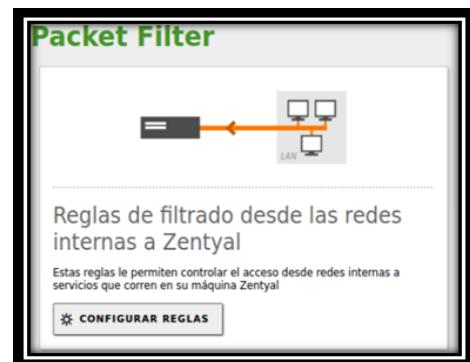 Packet Filter
LAN
Reglas de filtrado desde las redes
internas a Zentyal
Estas reglas le permiten controlar el acceso desde redes internas a
servicios que corren en su máquina Zentyal
CONFIGURAR REGLAS